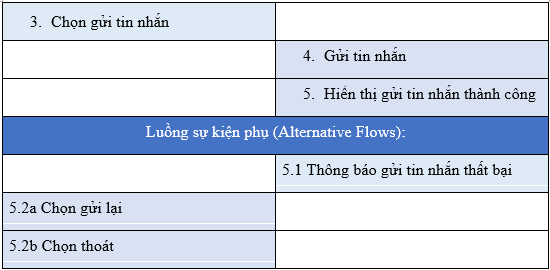 3. Chọn gửi tin nhắn
4. Gửi tin nhắn
5. Hiển thị gửi tin nhắn thành công
Luồng sự kiện phụ (Alternative Flows):
5.1 Thông báo gửi tin nhắn thất bại
5.2a Chọn gửi lại
5.2b Chọn thoát